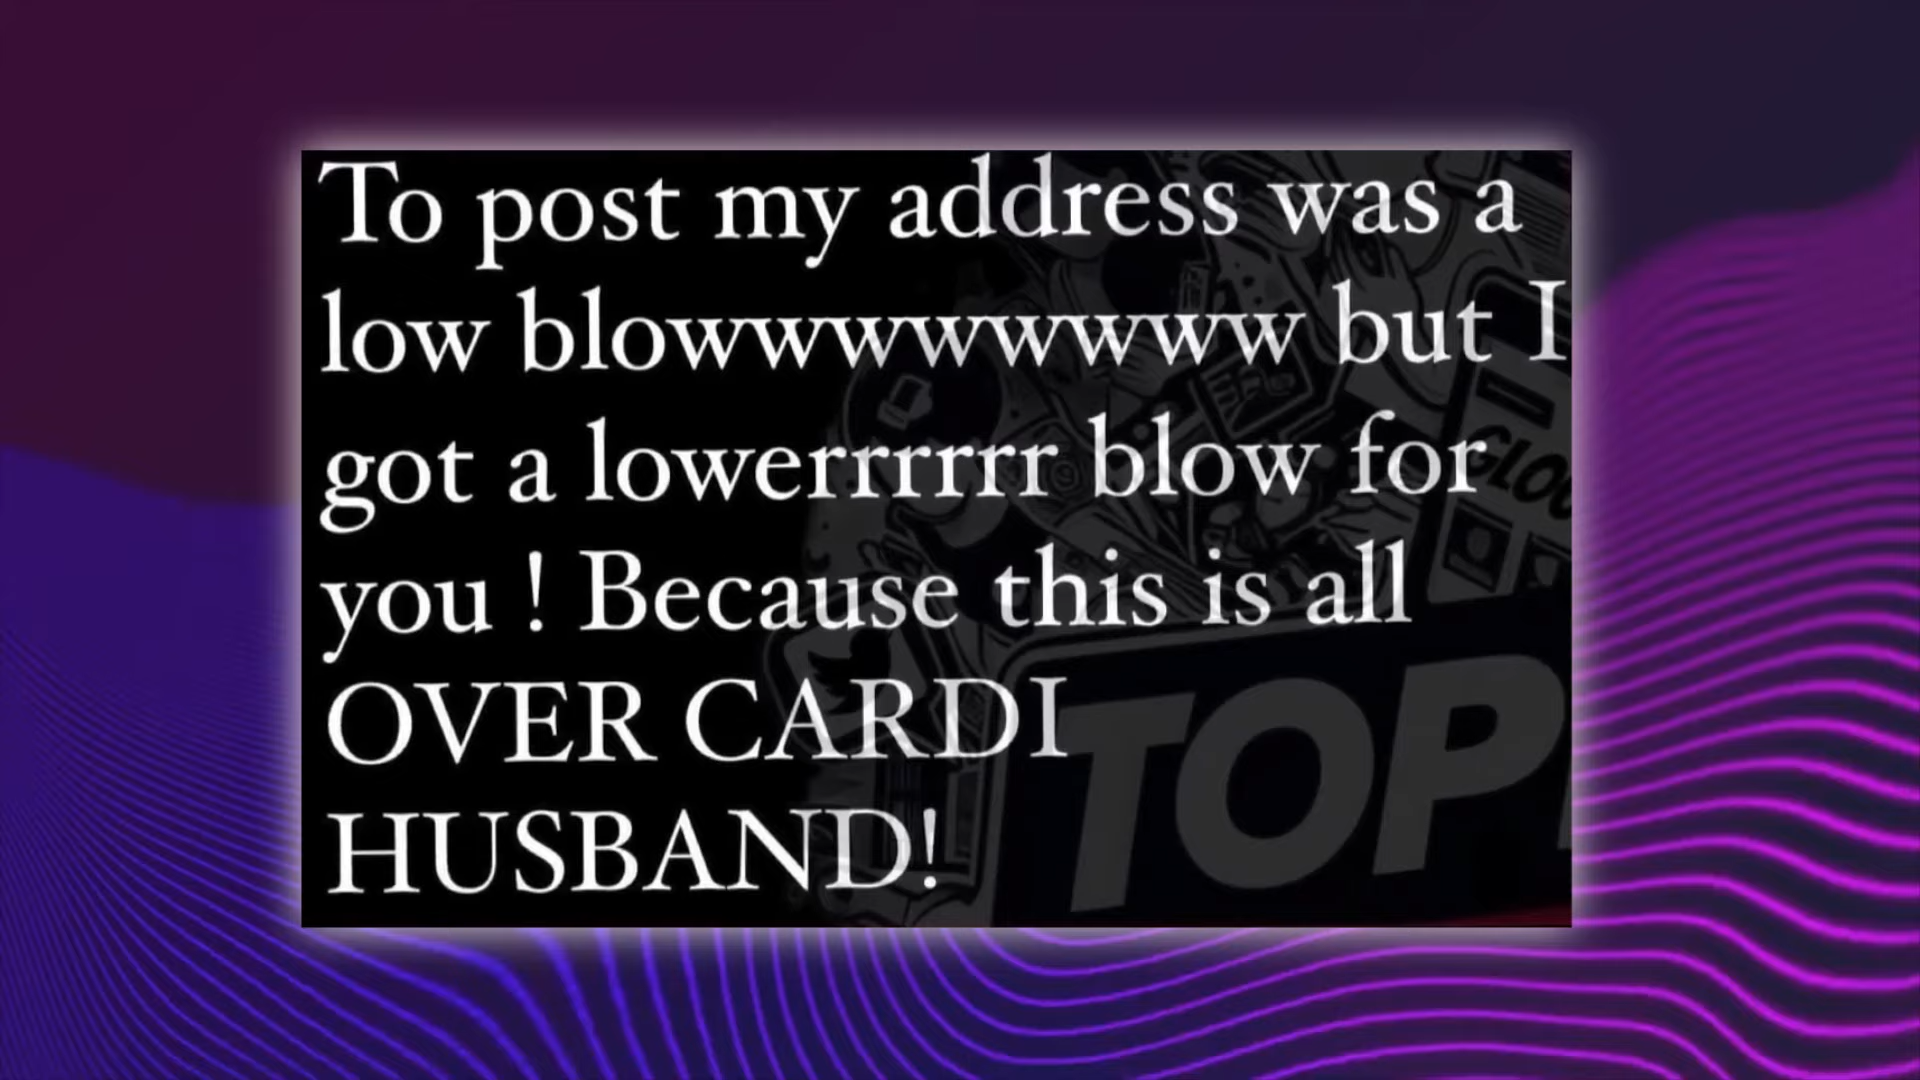 To post my address was a
low blowwwwwwwww but I
got a lowerrrrrr blow for
you ! Because this is all
OVER CARDI
HUSBAND!
TOP